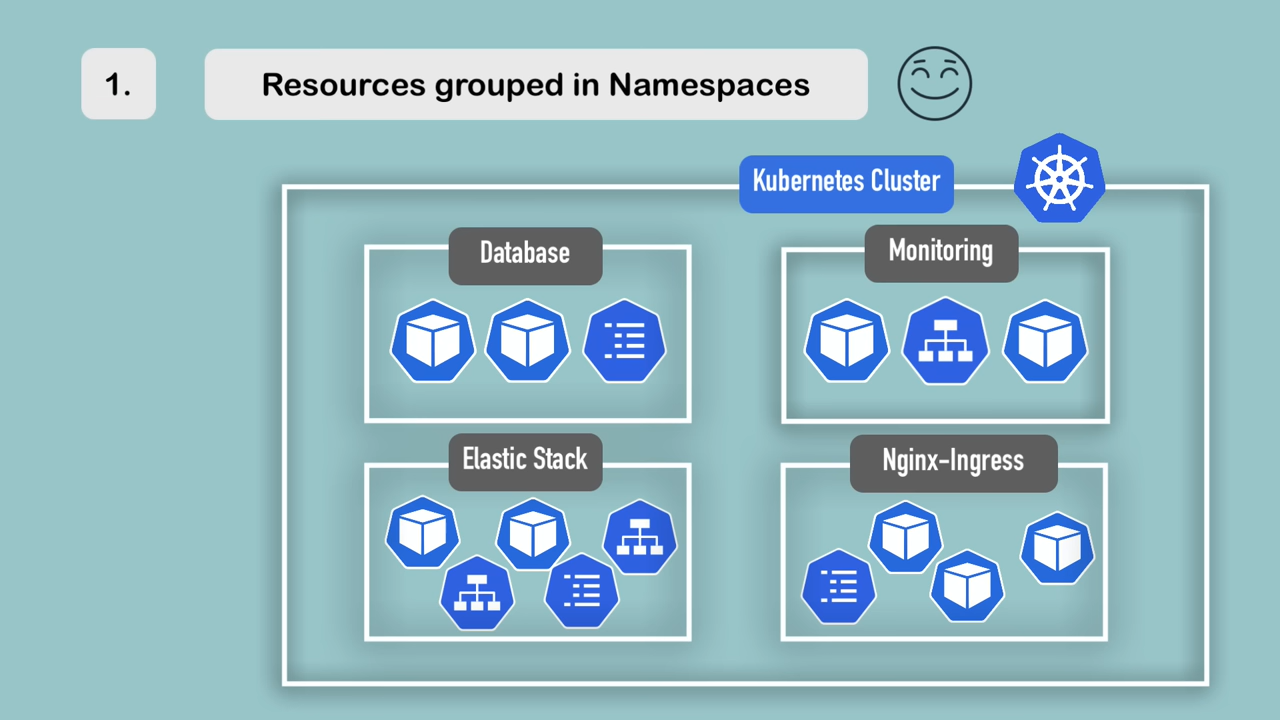 1.
Resources grouped in Namespaces
Kubernetes Cluster
Database
Monitoring
Elastic Stack
Nginx-Ingress